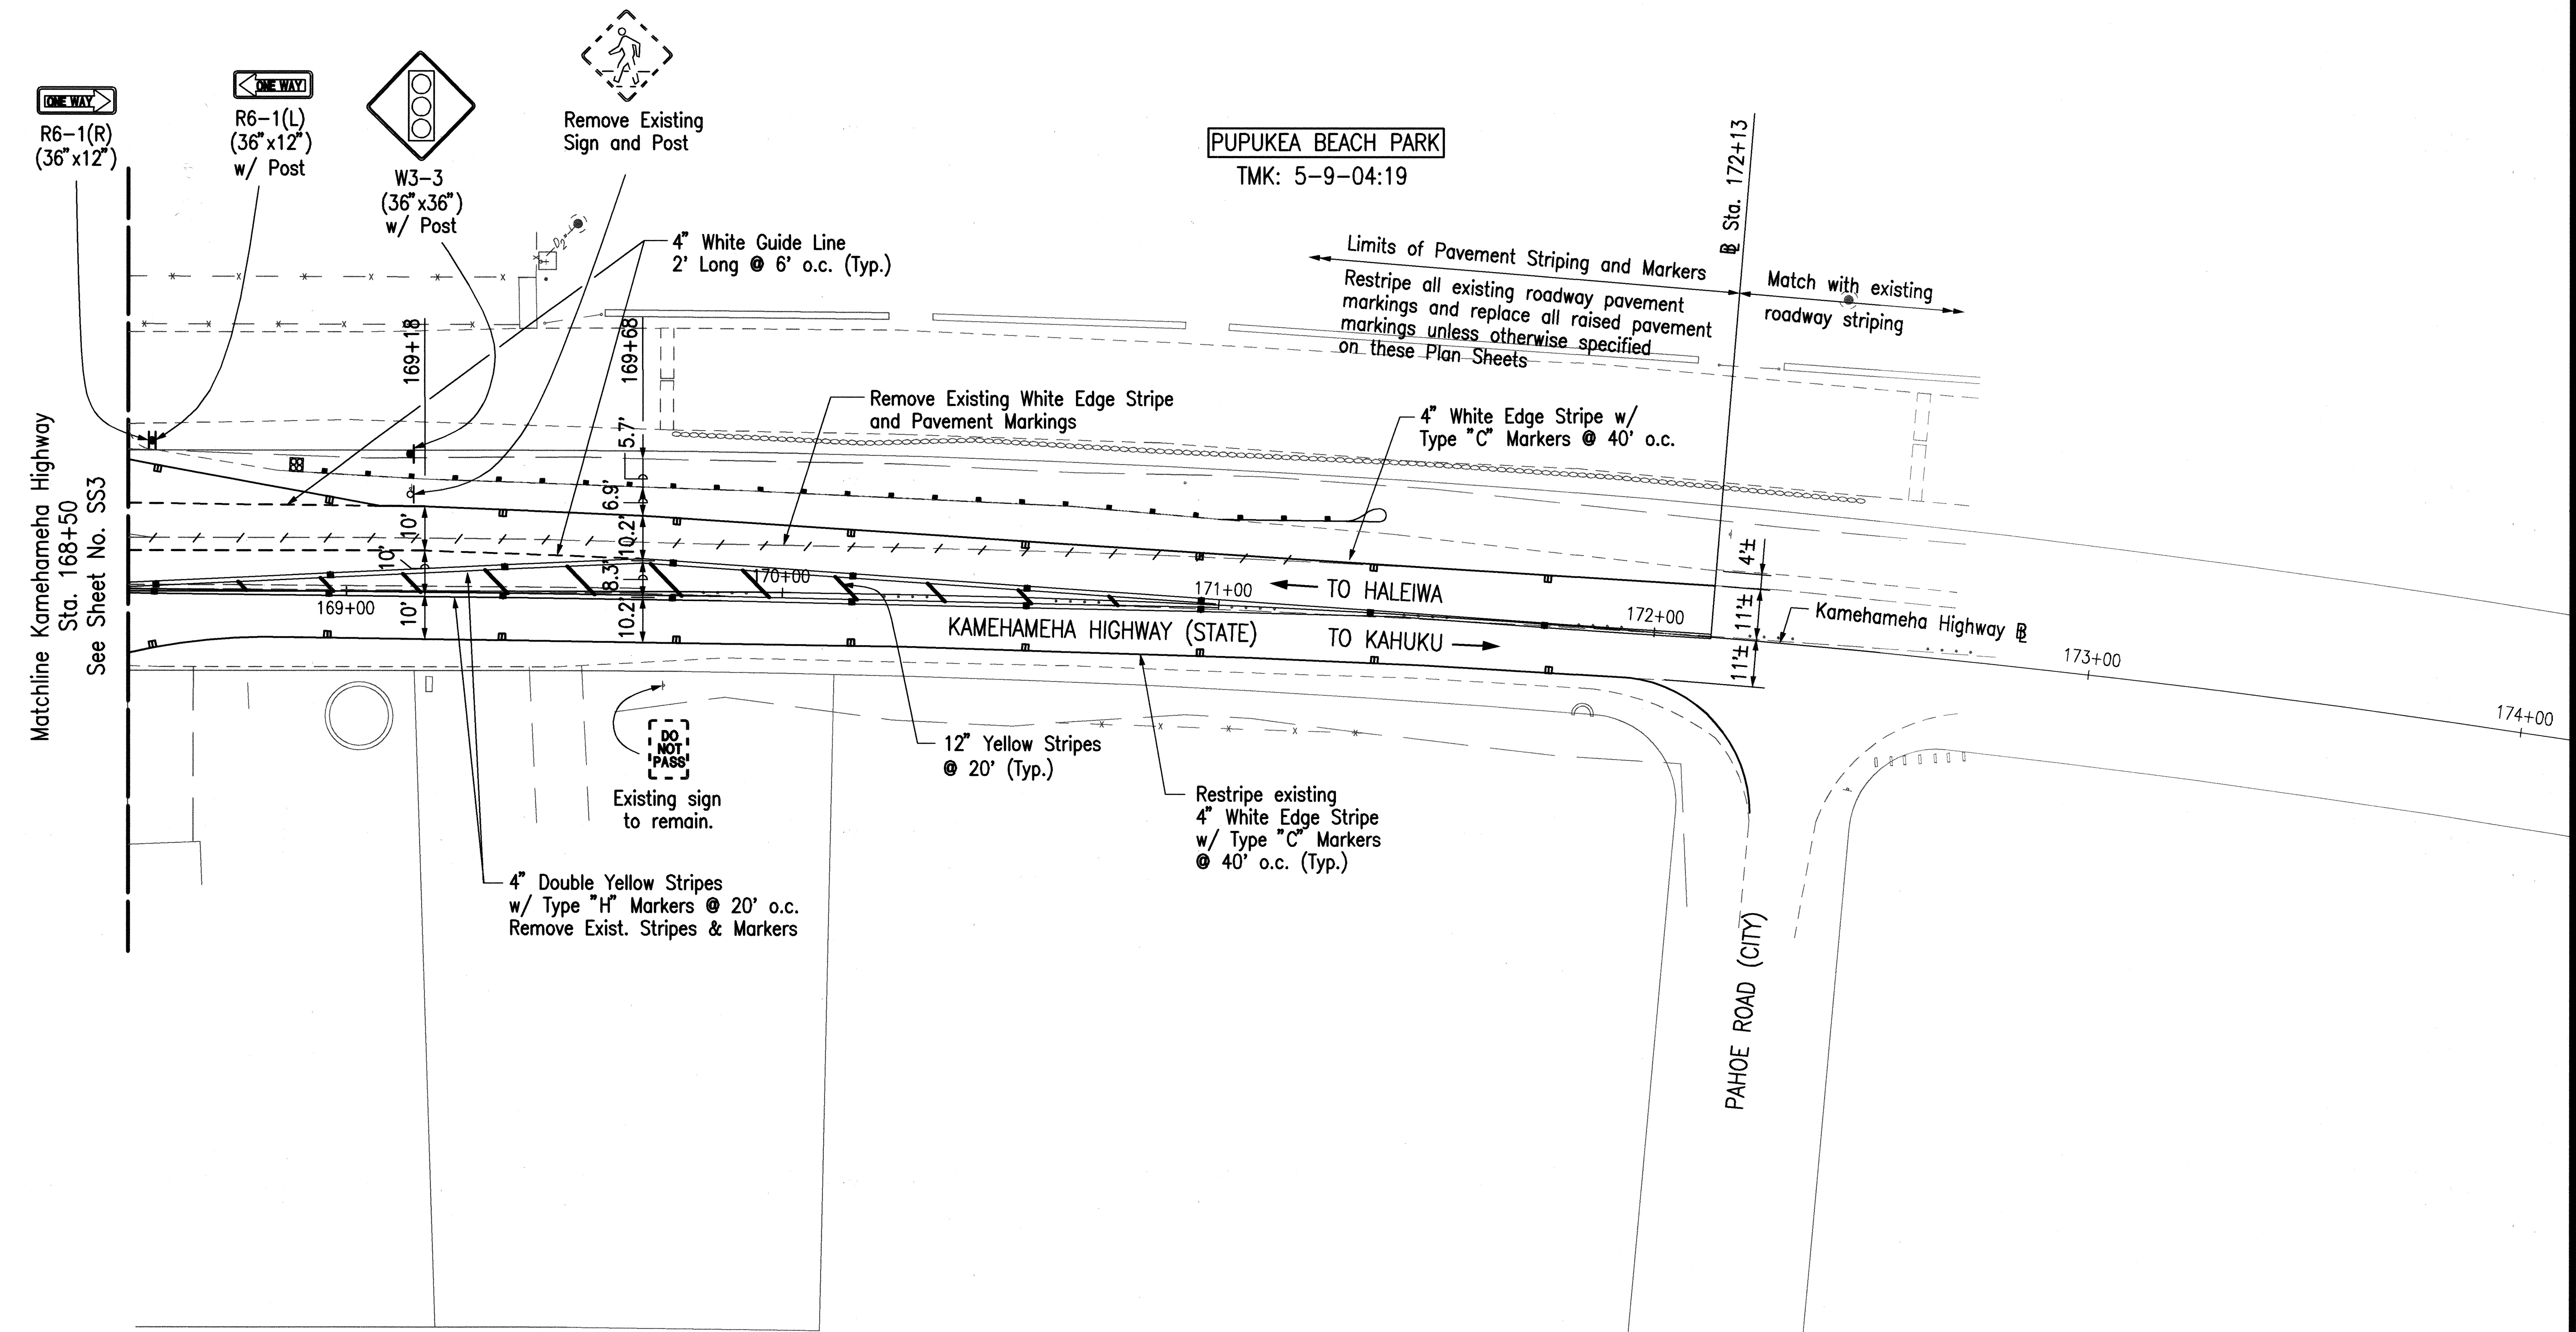 ONE WAY
R6-1(R)
(36"x12")
ONE WAY
R6-1(L)
(36"x12")
w/ Post
W3-3
(36"x36")
w/ Post
Remove Existing
Sign and Post
PUPUKEA BEACH PARK
TMK: 5-9-04:19
4" White Guide Line
2' Long @ 6' o.c. (Typ.)
Limits of Pavement Striping and Markers
Restripe all existing roadway pavement
markings and replace all raised pavement
markings unless otherwise specified
on these Plan Sheets
℄ Sta. 172+13
Match with existing
roadway striping
169+18
169+68
Remove Existing White Edge Stripe
and Pavement Markings
4" White Edge Stripe w/
Type "C" Markers @ 40' o.c.
Matchline Kamehameha Highway
Sta. 168+50
See Sheet No. SS3
5.7'
6.9'
10.2'
8.3'
10.2'
10'
10'
10'
4'±
11'±
11'±
169+00
170+00
171+00
172+00
173+00
174+00
TO HALEIWA
KAMEHAMEHA HIGHWAY (STATE)
TO KAHUKU
Kamehameha Highway ℄
DO
NOT
PASS
Existing sign
to remain.
12" Yellow Stripes
@ 20' (Typ.)
Restripe existing
4" White Edge Stripe
w/ Type "C" Markers
@ 40' o.c. (Typ.)
4" Double Yellow Stripes
w/ Type "H" Markers @ 20' o.c.
Remove Exist. Stripes & Markers
PAHOE ROAD (CITY)